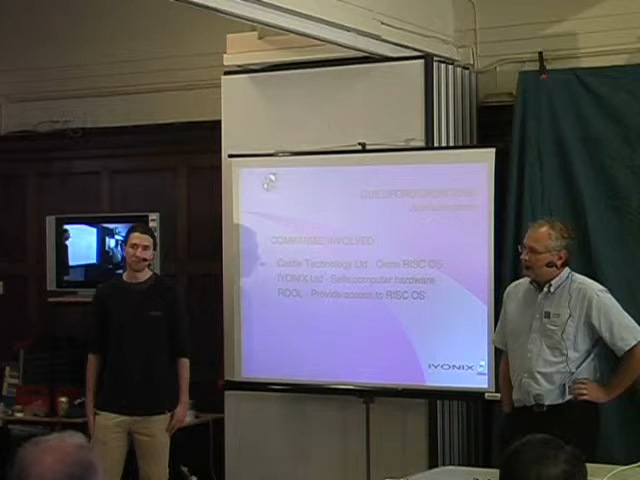 COMPANIES INVOLVED
Castle Technology Ltd - Owns RISC OS
IYONIX Ltd - Sells computer hardware
ROOL - Provide access to RISC OS
IYONIX